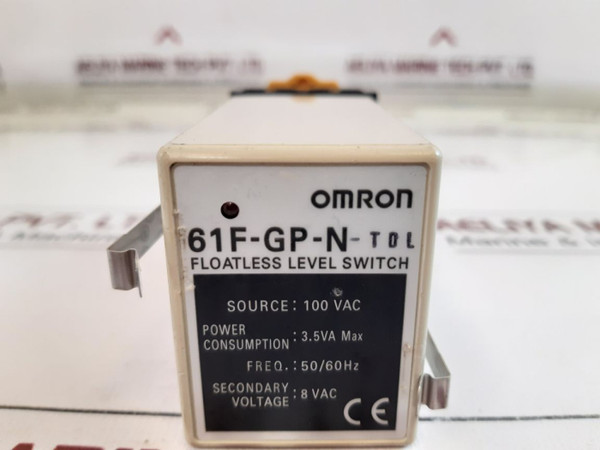 OMRON
61F-GP-N-TDL
FLOATLESS LEVEL SWITCH
SOURCE: 100 VAC
POWER CONSUMPTION: 3.5VA Max
FREQ.: 50/60Hz
SECONDARY VOLTAGE: 8 VAC
CE